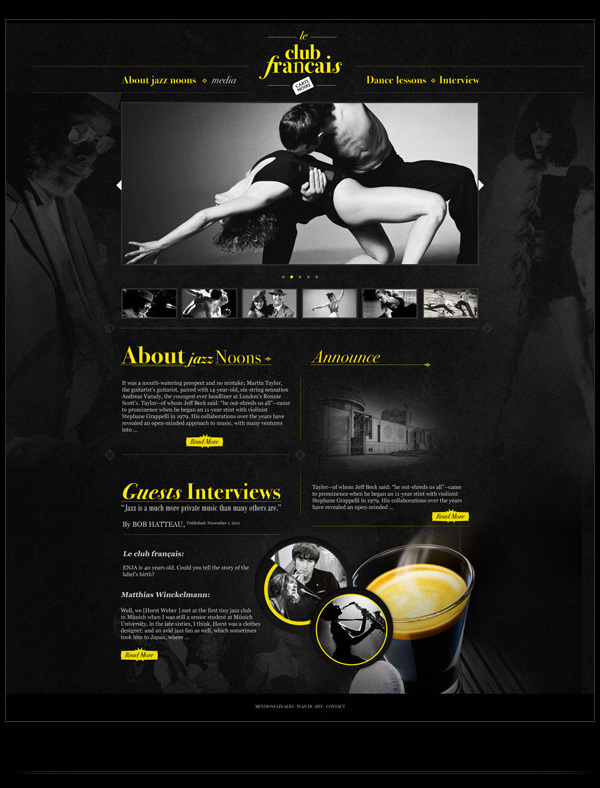 le
club
francais
CARTE
NOIRE
About jazz noons media
Dance lessons Interview
About jazz Noons
It was a mouth-watering prospect and no mistake; Martin Taylor,
the guitarist's guitarist, paired with 14-year-old, six-string sensation
Andreas Varady, the youngest ever headliner at London's Ronnie
Scott's. Taylor–of whom Jeff Beck said: "he out-shreds us all"–came
to prominence when he began an 11-year stint with violinist
Stephane Grappelli in 1979. His collaborations over the years have
revealed an open-minded approach to music, with many ventures
into ...
Read More
Announce
Taylor–of whom Jeff Beck said: "he out-shreds us all"–came
to prominence when he began an 11-year stint with violinist
Stephane Grappelli in 1979. His collaborations over the years have
revealed an open-minded ...
Read More
Guests Interviews
"Jazz is a much more private music than many others are."
By BOB HATTEAU, Published: November 1, 2011
Le club français:
ENJA is 40 years old. Could you tell the story of the
label's birth?
Matthias Winckelmann:
Well, we [Horst Weber ] met at the first tiny jazz club
in Münich when I was still a senior student at Münich
University, in the late sixties, I think. Horst was a clothes
designer, and an avid jazz fan as well, which sometimes
took him to Japan, where ...
Read More
MENTIONS LÉGALES . PLAN DU SITE . CONTACT